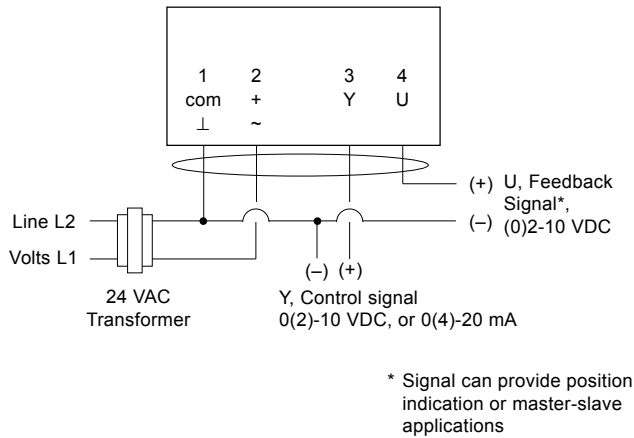 1 2 3 4
com + Y U
⊥ ~
(+) U, Feedback
Signal*,
(–) (0)2-10 VDC
Line L2
Volts L1
(–) (+)
24 VAC
Transformer
Y, Control signal
0(2)-10 VDC, or 0(4)-20 mA
* Signal can provide position
indication or master-slave
applications